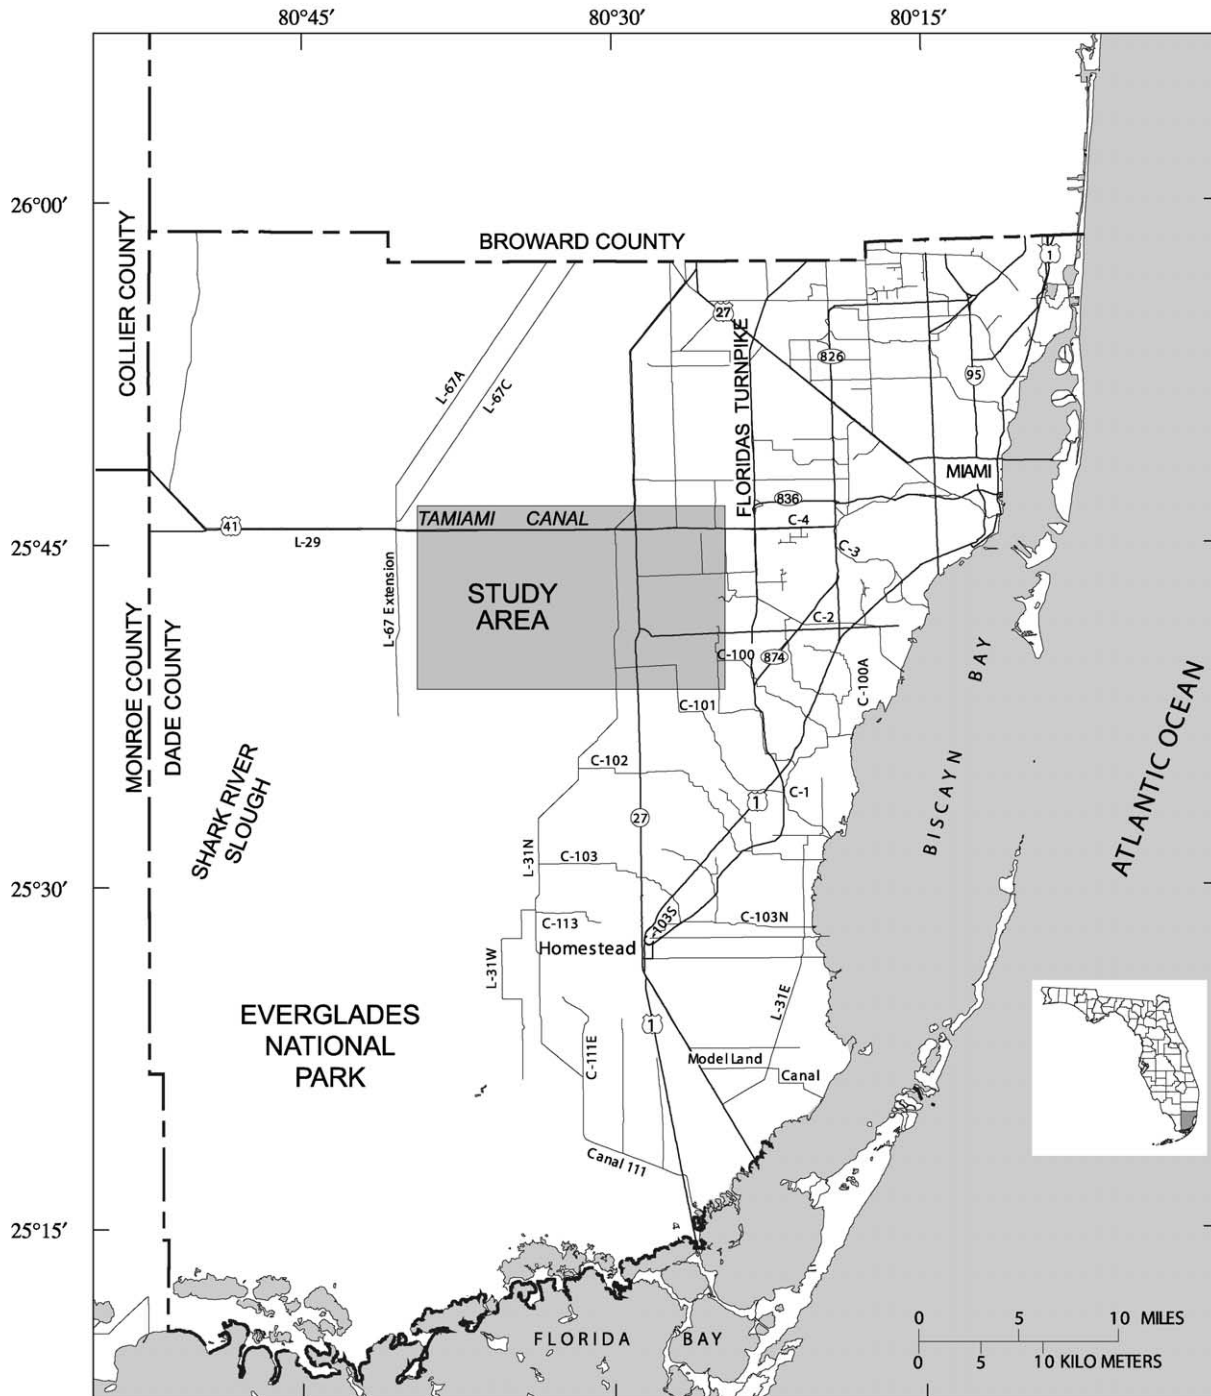 80°45′
80°30′
80°15′
26°00′
BROWARD COUNTY
1
COLLIER COUNTY
27
FLORIDAS TURNPIKE
826
L-67A
L-67C
95
MIAMI
836
TAMIAMI CANAL
41
C-4
25°45′
L-29
C-3
L-67 Extension
STUDY
AREA
C-2
C-100
874
C-100A
BAY
MONROE COUNTY
DADE COUNTY
C-101
ATLANTIC OCEAN
C-102
SHARK RIVER
SLOUGH
C-1
1
BISCAYN
27
L-31N
C-103
25°30′
C-113
C-103S
C-103N
Homestead
L-31W
L-31E
EVERGLADES
NATIONAL
PARK
1
C-111E
Model Land
Canal
Canal 111
25°15′
FLORIDA BAY
0 5 10 MILES
0 5 10 KILO METERS